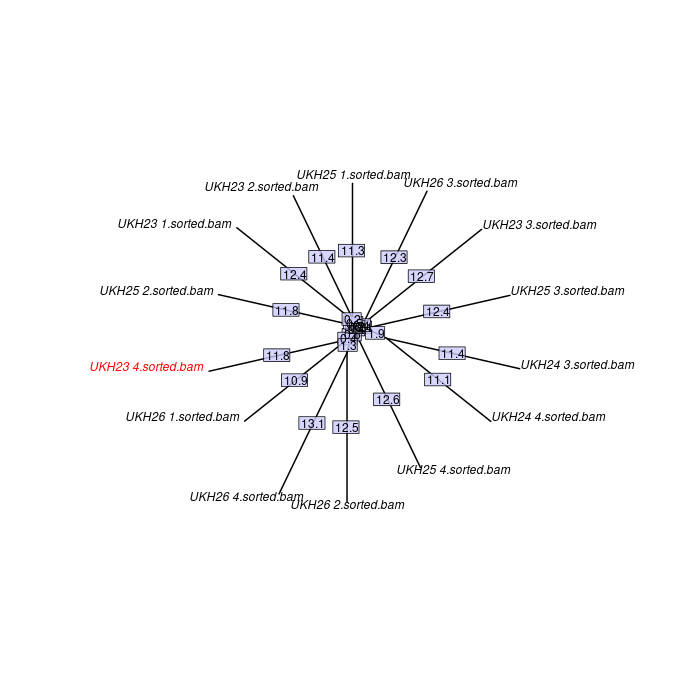 UKH25 1.sorted.bam
UKH23 2.sorted.bam
UKH26 3.sorted.bam
UKH23 1.sorted.bam
UKH23 3.sorted.bam
11.3
11.4
12.3
12.4
12.7
UKH25 2.sorted.bam
UKH25 3.sorted.bam
11.8
12.4
0.2
1.9
1.3
11.8
11.4
UKH23 4.sorted.bam
UKH24 3.sorted.bam
10.9
11.1
12.6
UKH26 1.sorted.bam
UKH24 4.sorted.bam
13.1
12.5
UKH25 4.sorted.bam
UKH26 4.sorted.bam
UKH26 2.sorted.bam